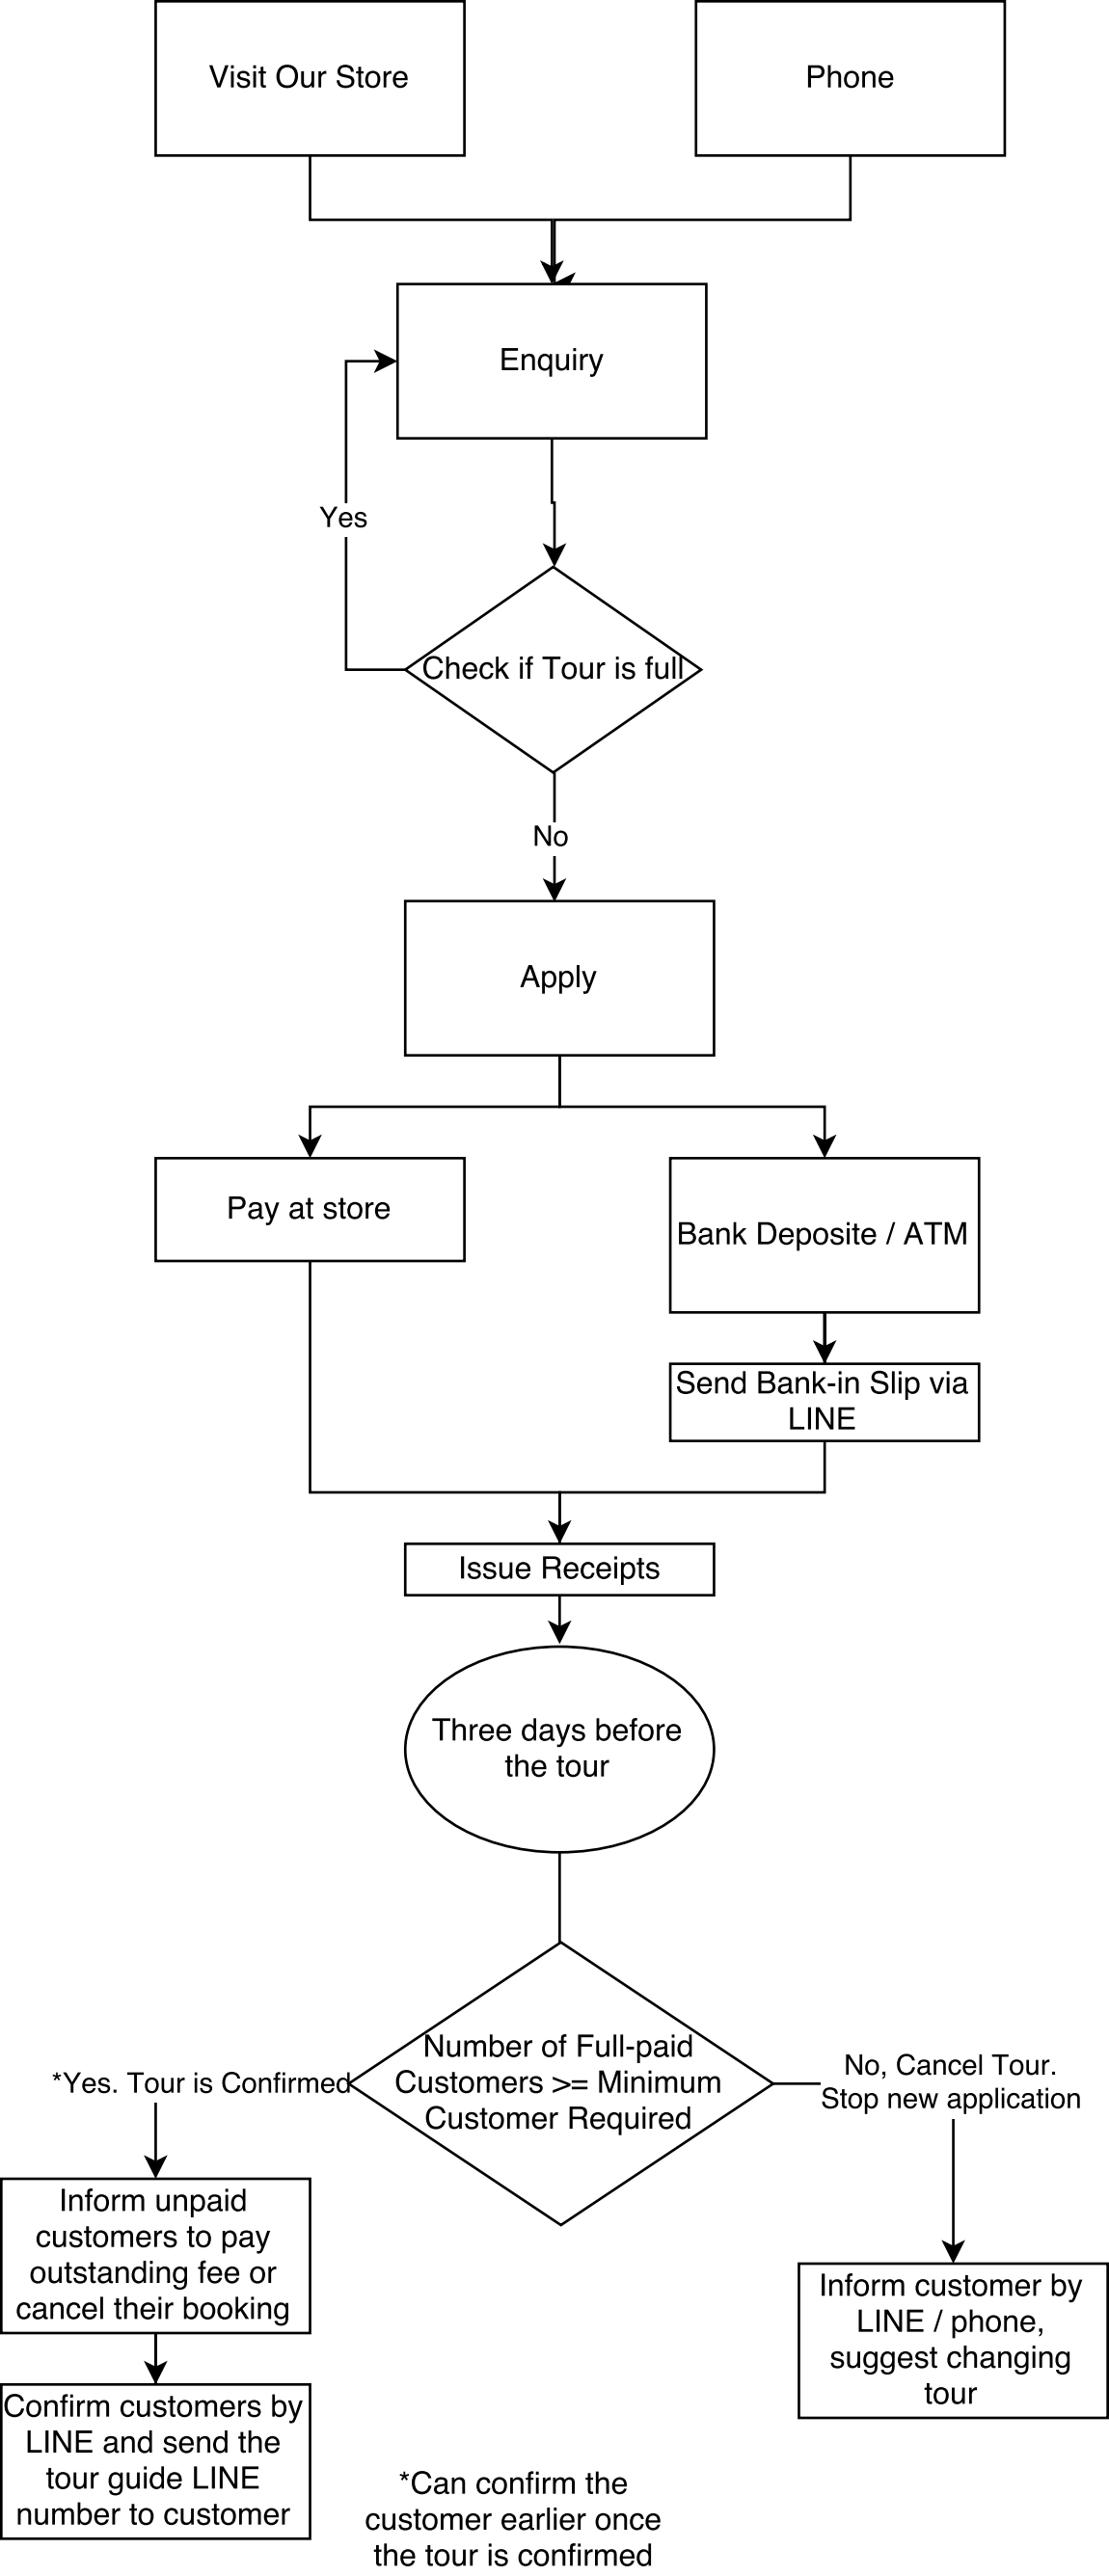 Visit Our Store
Phone
Enquiry
Yes
Check if Tour is full
No
Apply
Pay at store
Bank Deposite / ATM
Send Bank-in Slip via
LINE
Issue Receipts
Three days before
the tour
Number of Full-paid
Customers >= Minimum
Customer Required
*Yes. Tour is Confirmed
No, Cancel Tour.
Stop new application
Inform unpaid
customers to pay
outstanding fee or
cancel their booking
Inform customer by
LINE / phone,
suggest changing
tour
Confirm customers by
LINE and send the
tour guide LINE
number to customer
*Can confirm the
customer earlier once
the tour is confirmed